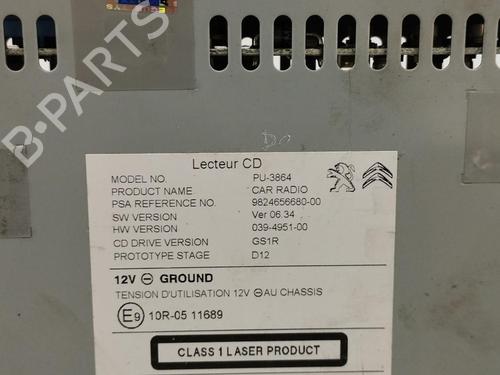 B-PARTS
Lecteur CD
MODEL NO. PU-3864
PRODUCT NAME CAR RADIO
PSA REFERENCE NO. 9824656680-00
SW VERSION Ver 06.34
HW VERSION 039-4951-00
CD DRIVE VERSION GS1R
PROTOTYPE STAGE D12
12V ⊖ GROUND
TENSION D'UTILISATION 12V ⊖ AU CHASSIS
E9 10R-05 11689
CLASS 1 LASER PRODUCT